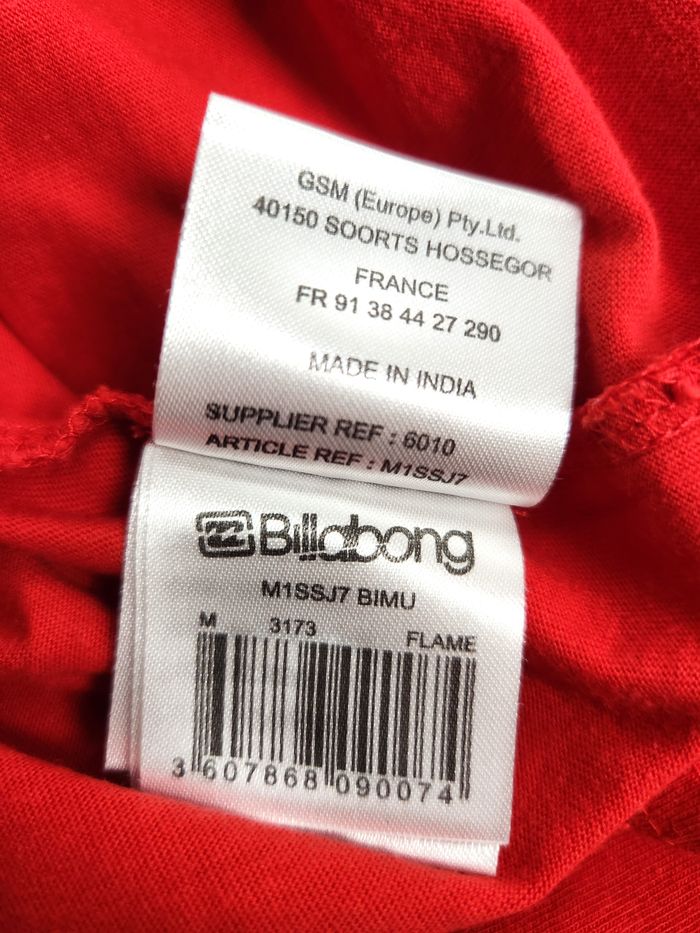 GSM (Europe) Pty.Ltd.
40150 SOORTS HOSSEGOR
FRANCE
FR 91 38 44 27 290
MADE IN INDIA
SUPPLIER REF : 6010
ARTICLE REF : M1SSJ7
Billabong
M1SSJ7 BIMU
M 3173 FLAME
3 607868 090074